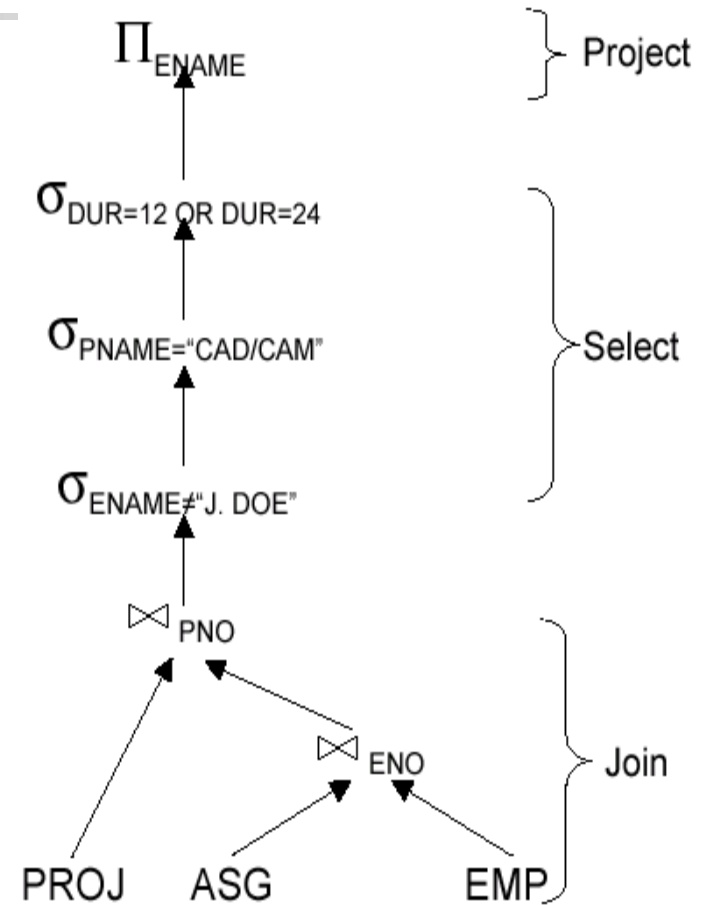 Π ENAME
Project
σ DUR=12 OR DUR=24
σ PNAME=“CAD/CAM”
Select
σ ENAME≠“J. DOE”
⋈ PNO
⋈ ENO
Join
PROJ ASG EMP